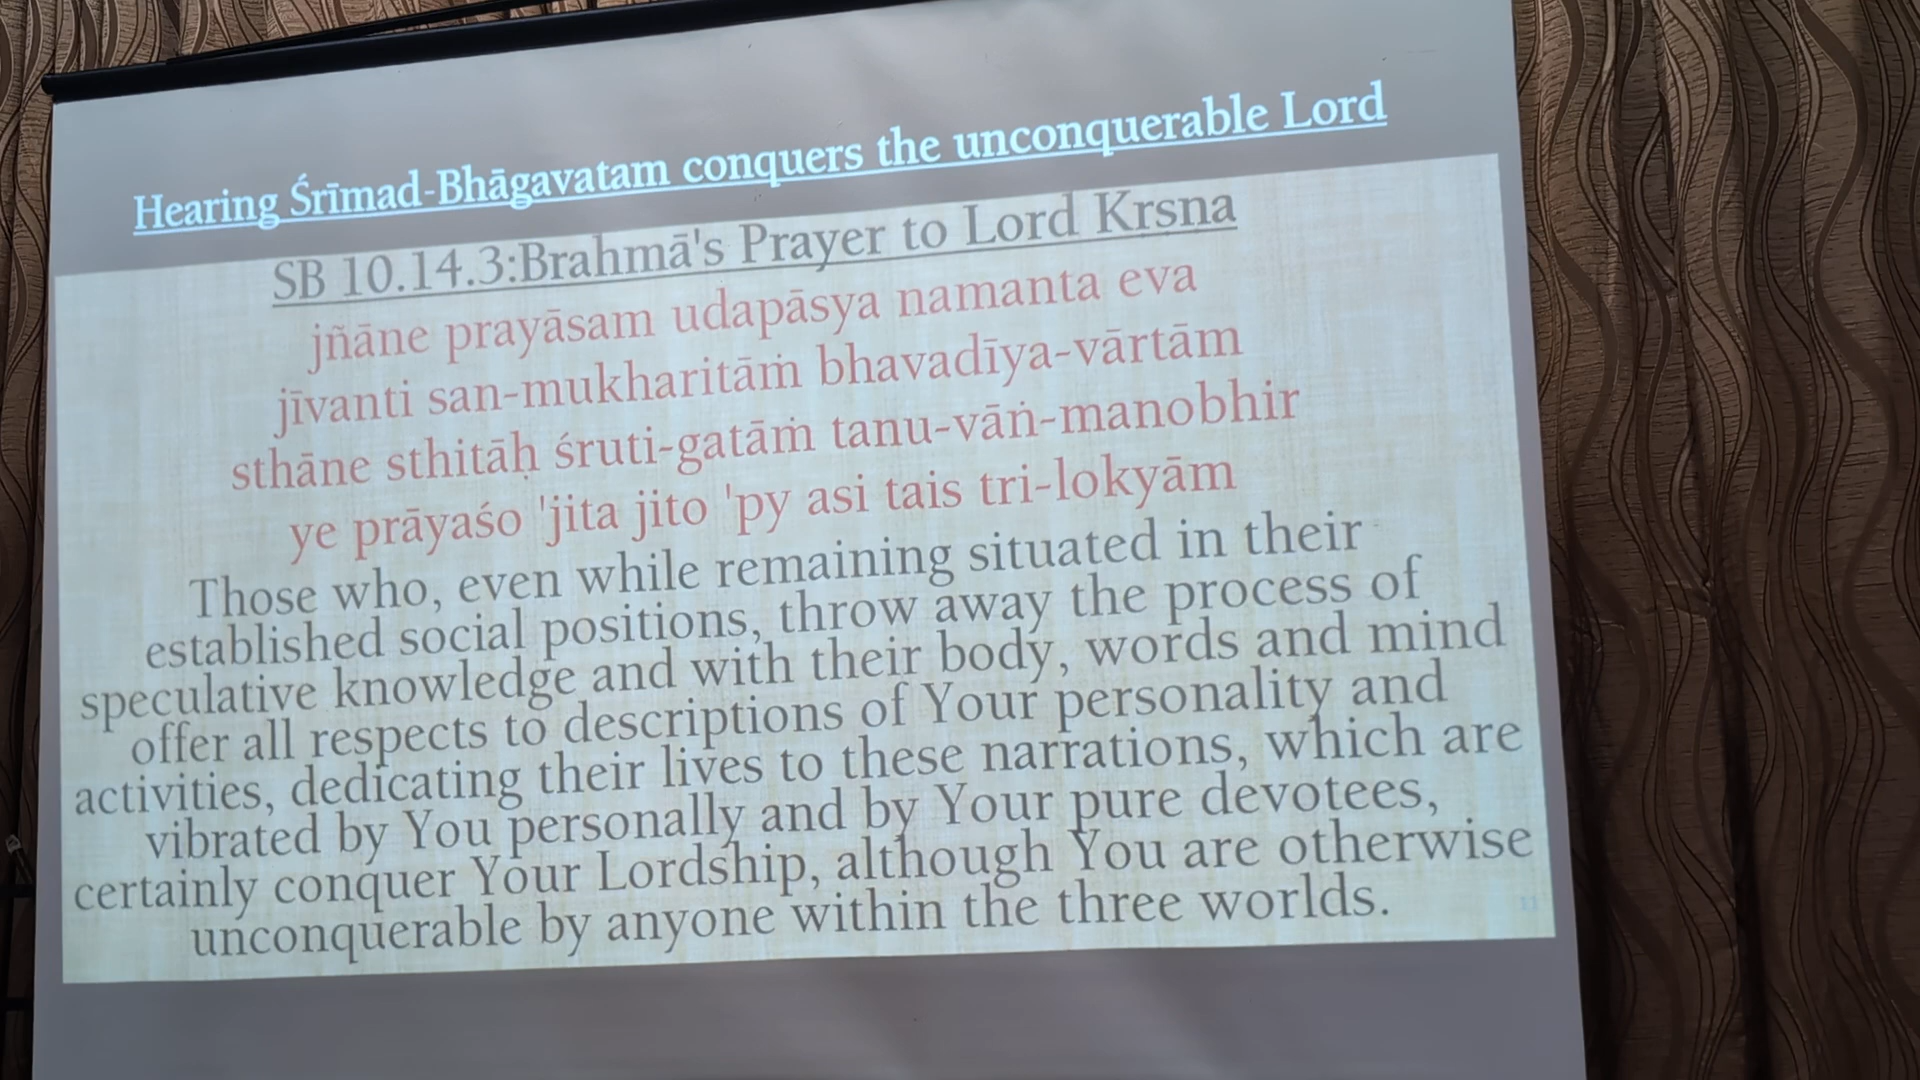 Hearing Śrīmad-Bhāgavatam conquers the unconquerable Lord
SB 10.14.3:Brahmā's Prayer to Lord Krsna
jñāne prayāsam udapāsya namanta eva
jīvanti san-mukharitāṁ bhavadīya-vārtām
sthāne sthitāḥ śruti-gatāṁ tanu-vāṅ-manobhir
ye prāyaśo 'jita jito 'py asi tais tri-lokyām
Those who, even while remaining situated in their
established social positions, throw away the process of
speculative knowledge and with their body, words and mind
offer all respects to descriptions of Your personality and
activities, dedicating their lives to these narrations, which are
vibrated by You personally and by Your pure devotees,
certainly conquer Your Lordship, although You are otherwise
unconquerable by anyone within the three worlds.